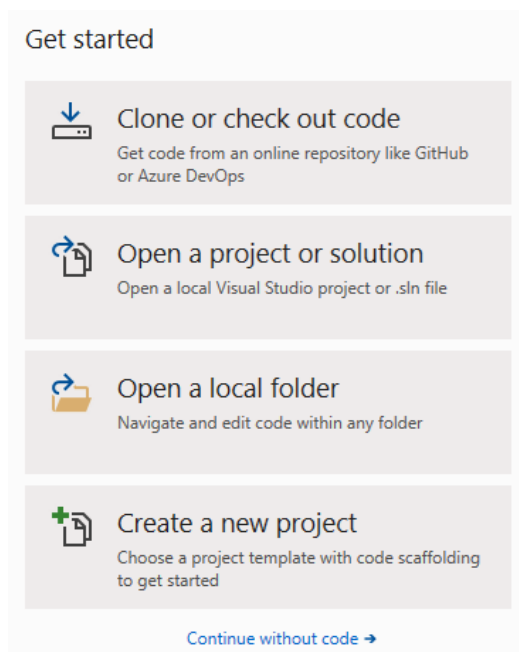 Get started
Clone or check out code
Get code from an online repository like GitHub
or Azure DevOps
Open a project or solution
Open a local Visual Studio project or .sln file
Open a local folder
Navigate and edit code within any folder
Create a new project
Choose a project template with code scaffolding
to get started
Continue without code →